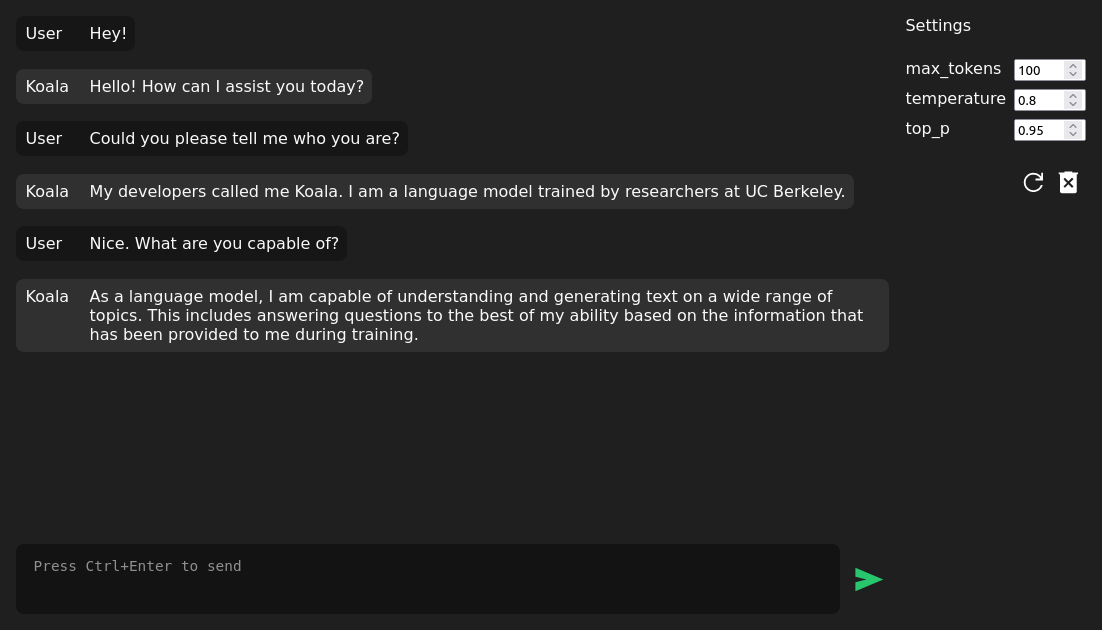 User Hey!
Koala Hello! How can I assist you today?
User Could you please tell me who you are?
Koala My developers called me Koala. I am a language model trained by researchers at UC Berkeley.
User Nice. What are you capable of?
Koala As a language model, I am capable of understanding and generating text on a wide range of
topics. This includes answering questions to the best of my ability based on the information that
has been provided to me during training.
Press Ctrl+Enter to send
Settings
max_tokens 100
temperature 0.8
top_p 0.95